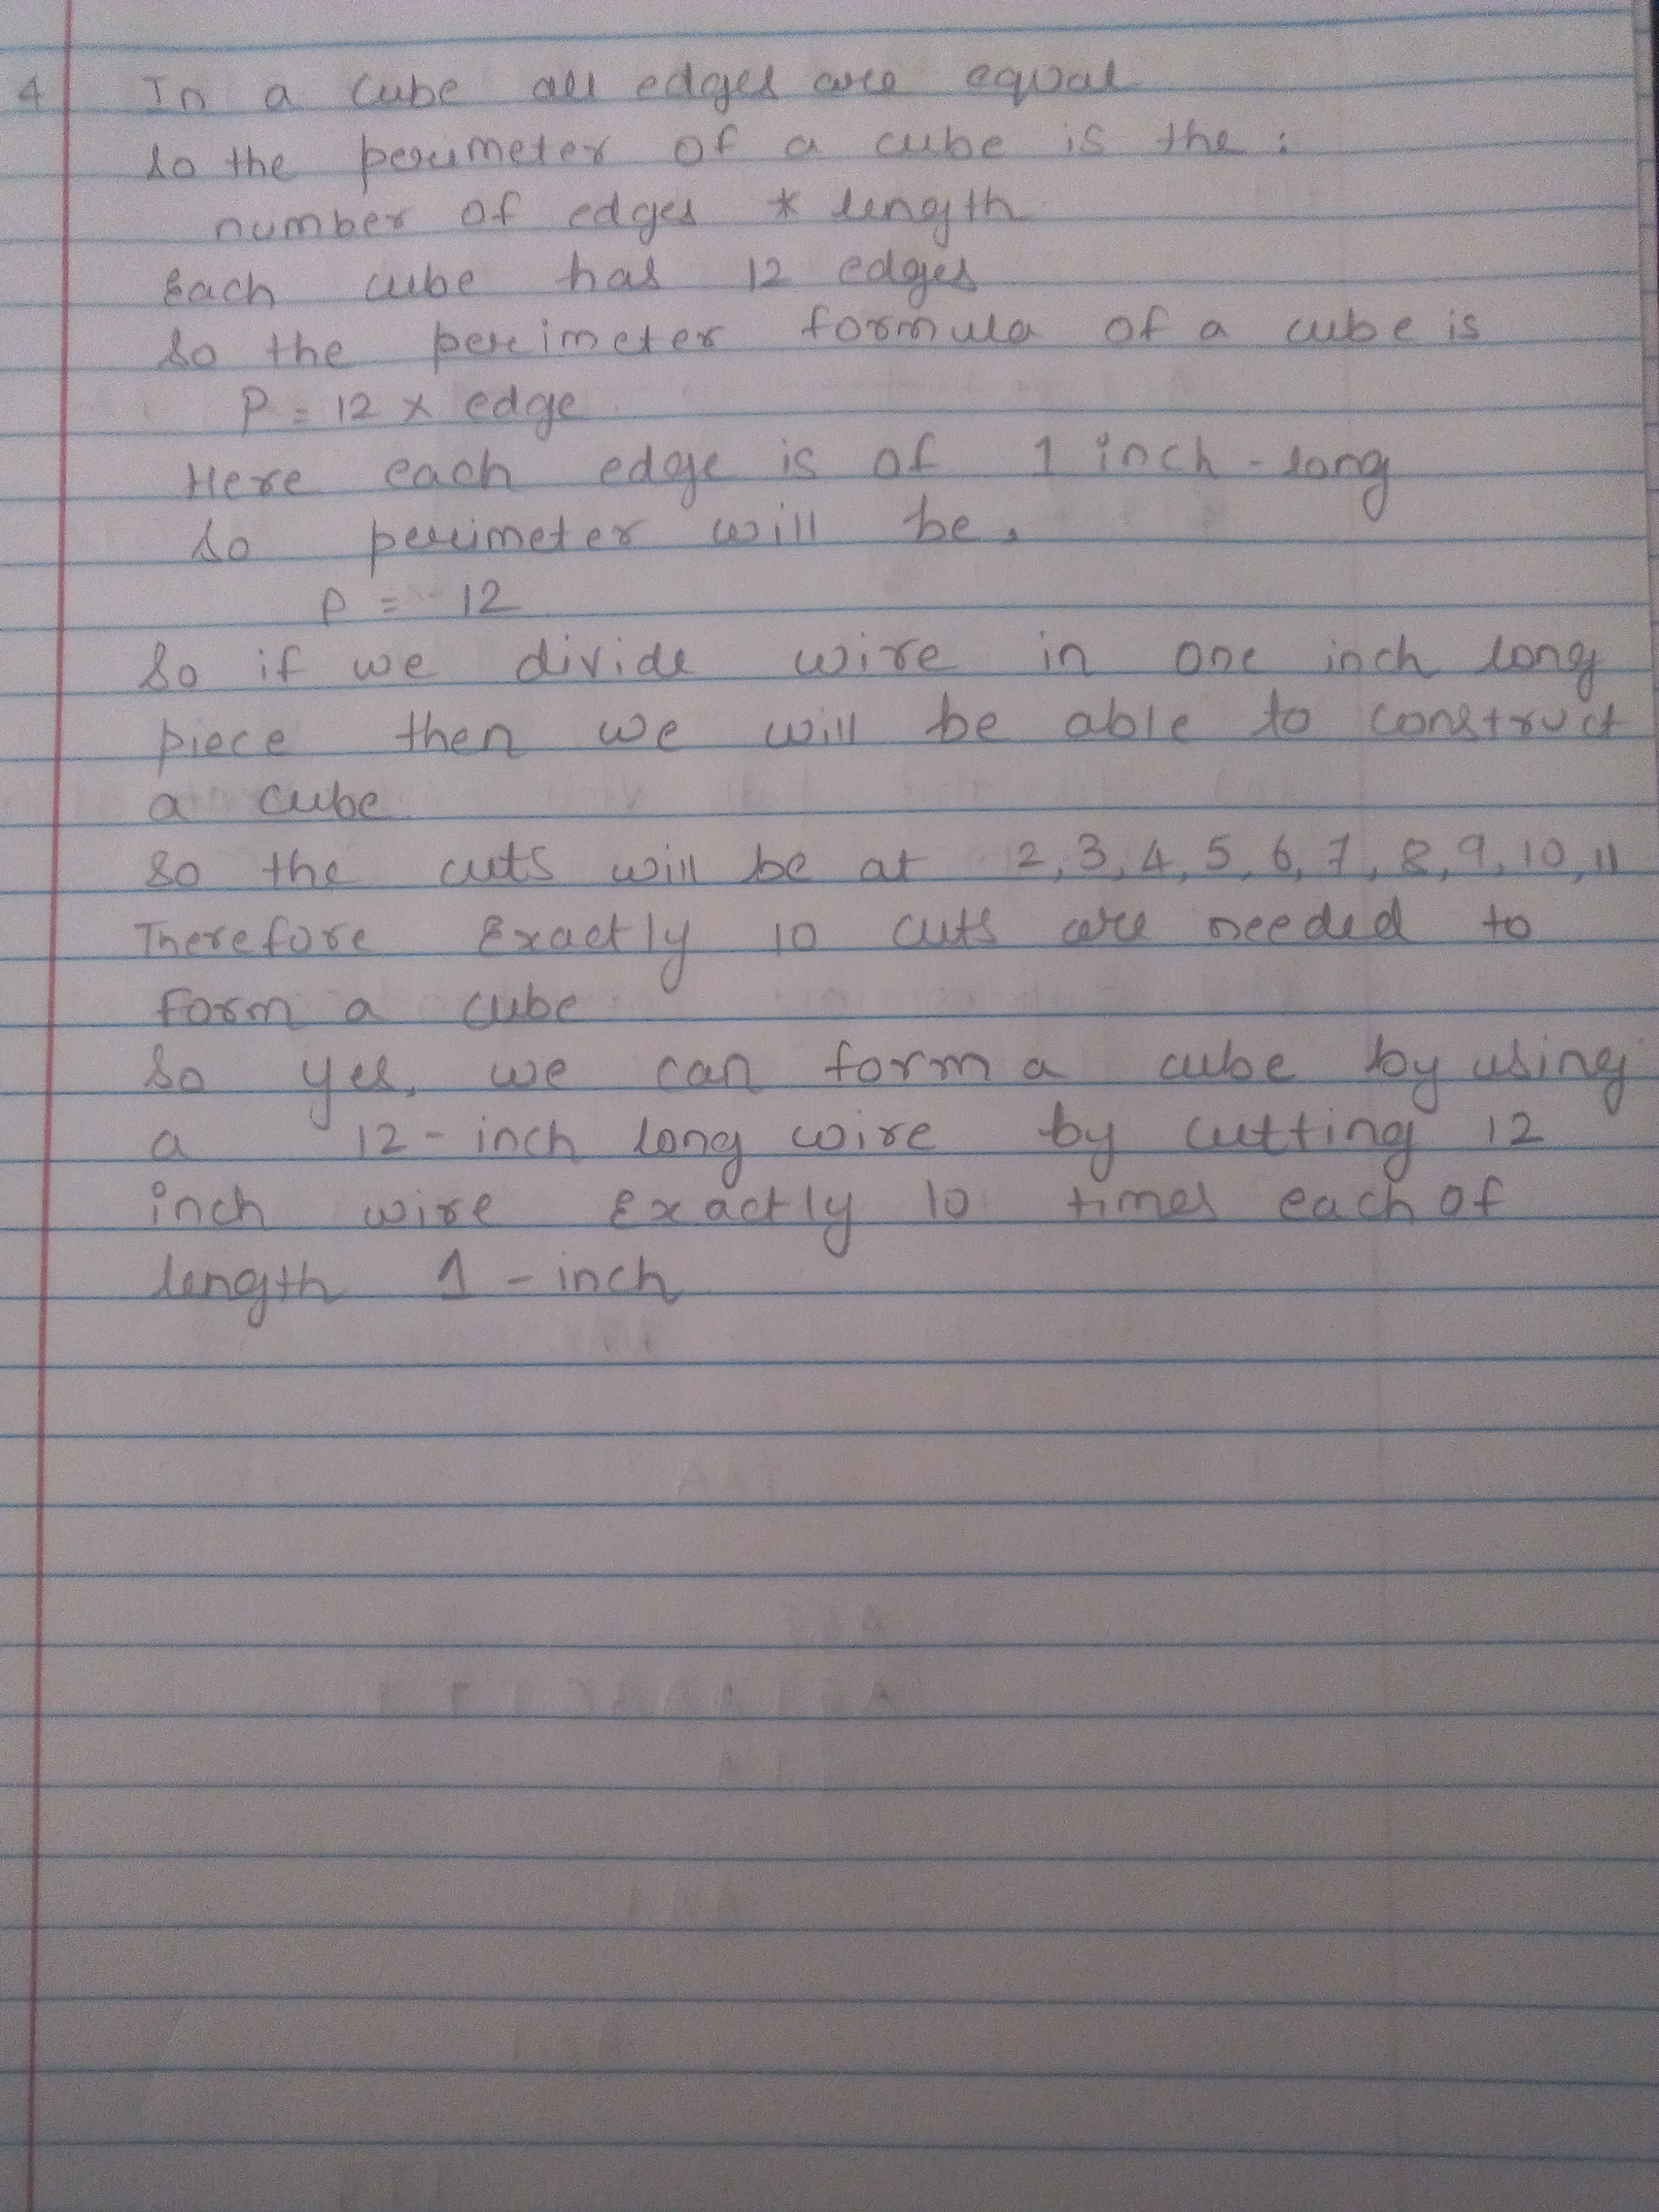 4 In a cube all edges are equal
so the perimeter of a cube is the :
number of edges * length
Each cube has 12 edges
So the perimeter formula of a cube is
P = 12 x edge
Here each edge is of 1 inch - long
so perimeter will be,
P = 12
So if we divide wire in one inch long
piece then we will be able to construct
a cube
so the cuts will be at 2, 3, 4, 5, 6, 7, 8, 9, 10, 11
Therefore Exactly 10 cuts are needed to
form a cube
So yes, we can form a cube by using
a 12 - inch long wire by cutting 12
inch wire Exactly 10 times each of
length 1 - inch